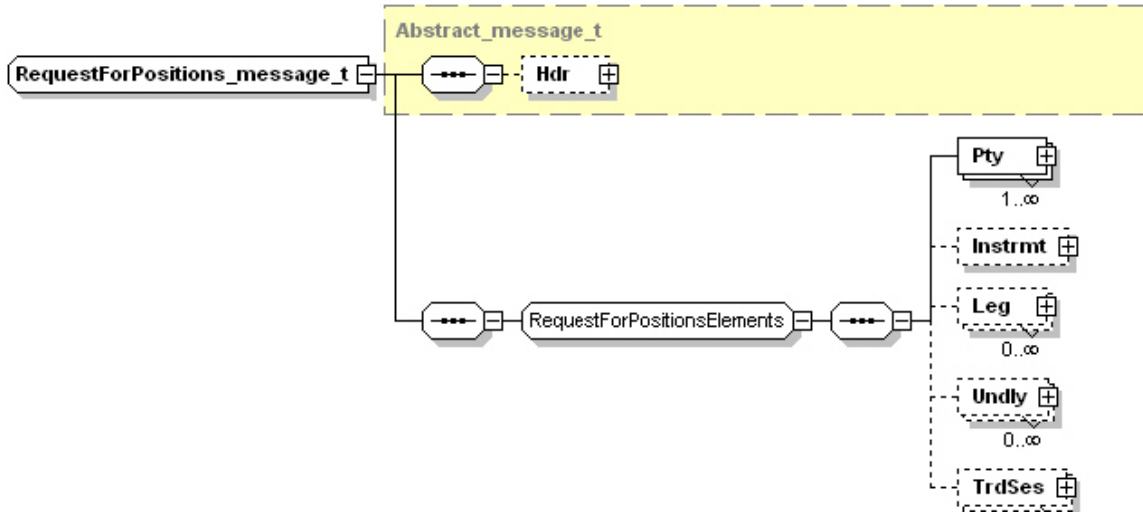 Abstract_message_t
RequestForPositions_message_t
Hdr
Pty
1..∞
Instrmt
Leg
0..∞
RequestForPositionsElements
Undly
0..∞
TrdSes